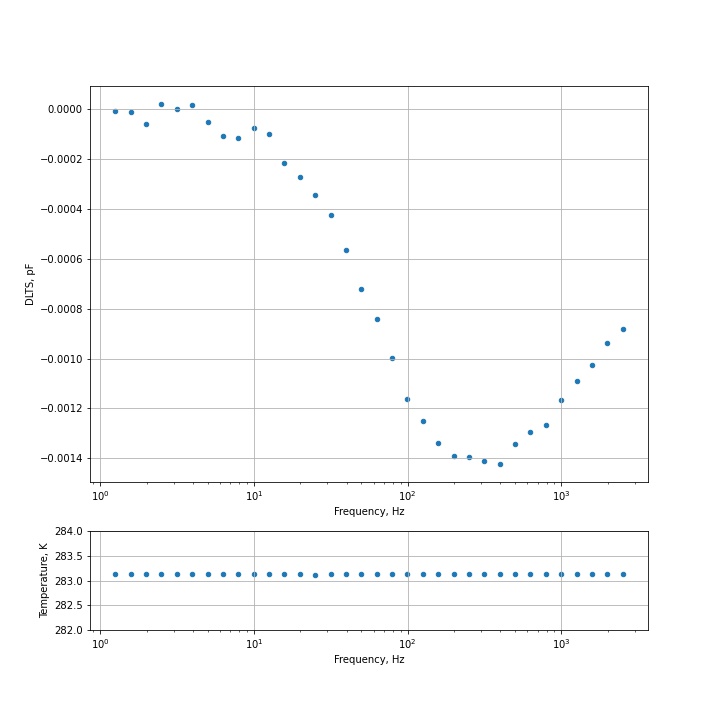 0.0000
−0.0002
−0.0004
−0.0006
−0.0008
−0.0010
−0.0012
−0.0014
DLTS, pF
10⁰ 10¹ 10² 10³
Frequency, Hz
284.0
283.5
283.0
282.5
282.0
Temperature, K
10⁰ 10¹ 10² 10³
Frequency, Hz